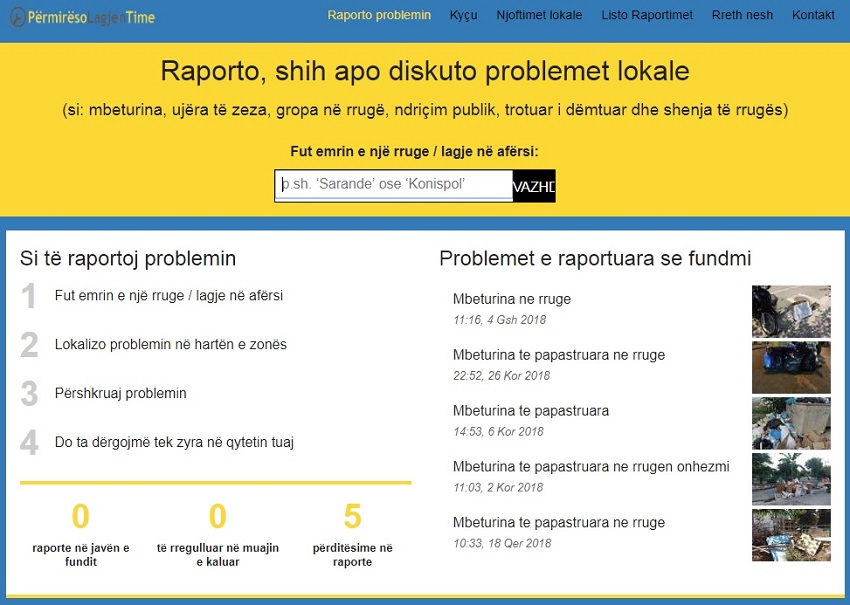 PërmirësoLagjenTime
Raporto problemin
Kyçu
Njoftimet lokale
Listo Raportimet
Rreth nesh
Kontakt
Raporto, shih apo diskuto problemet lokale
(si: mbeturina, ujëra të zeza, gropa në rrugë, ndriçim publik, trotuar i dëmtuar dhe shenja të rrugës)
Fut emrin e një rruge / lagje në afërsi:
p.sh. ‘Sarande’ ose ‘Konispol’
VAZHD
Si të raportoj problemin
1 Fut emrin e një rruge / lagje në afërsi
2 Lokalizo problemin në hartën e zonës
3 Përshkruaj problemin
4 Do ta dërgojmë tek zyra në qytetin tuaj
0
raporte në javën e
fundit
0
të rregulluar në muajin
e kaluar
5
përditësime në
raporte
Problemet e raportuara se fundmi
Mbeturina ne rruge
11:16, 4 Gsh 2018
Mbeturina te papastruara ne rruge
22:52, 26 Kor 2018
Mbeturina te papastruara
14:53, 6 Kor 2018
Mbeturina te papastruara ne rrugen onhezmi
11:03, 2 Kor 2018
Mbeturina te papastruara ne rruge
10:33, 18 Qer 2018